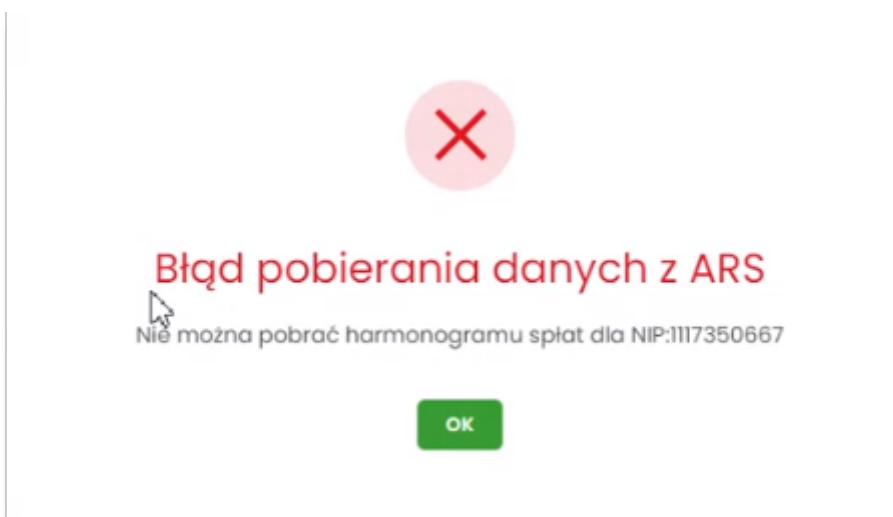 Błąd pobierania danych z ARS
Nie można pobrać harmonogramu spłat dla NIP:1117350667
OK